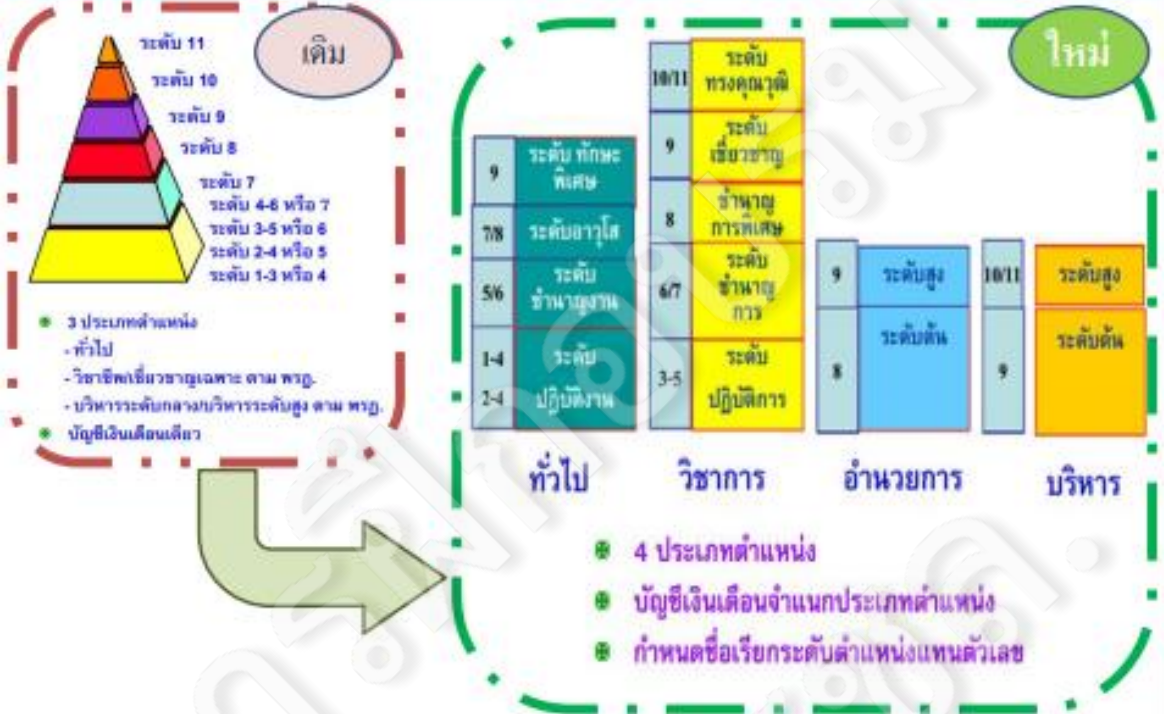 เดิม
ระดับ 11
ระดับ 10
ระดับ 9
ระดับ 8
ระดับ 7
ระดับ 4-6 หรือ 7
ระดับ 3-5 หรือ 6
ระดับ 2-4 หรือ 5
ระดับ 1-3 หรือ 4
3 ประเภทตำแหน่ง
- ทั่วไป
- วิชาชีพ/เชี่ยวชาญเฉพาะ ตาม พรฎ.
- บริหารระดับกลาง/บริหารระดับสูง ตาม พรฎ.
บัญชีเงินเดือนเดียว
ใหม่
9
ระดับ ทักษะ
พิเศษ
7/8
ระดับอาวุโส
5/6
ระดับ
ชำนาญงาน
1-4
2-4
ระดับ
ปฏิบัติงาน
ทั่วไป
10/11
ระดับ
ทรงคุณวุฒิ
9
ระดับ
เชี่ยวชาญ
8
ชำนาญ
การพิเศษ
6/7
ระดับ
ชำนาญ
การ
3-5
ระดับ
ปฏิบัติการ
วิชาการ
9
ระดับสูง
8
ระดับต้น
อำนวยการ
10/11
ระดับสูง
9
ระดับต้น
บริหาร
4 ประเภทตำแหน่ง
บัญชีเงินเดือนจำแนกประเภทตำแหน่ง
กำหนดชื่อเรียกระดับตำแหน่งแทนตัวเลข